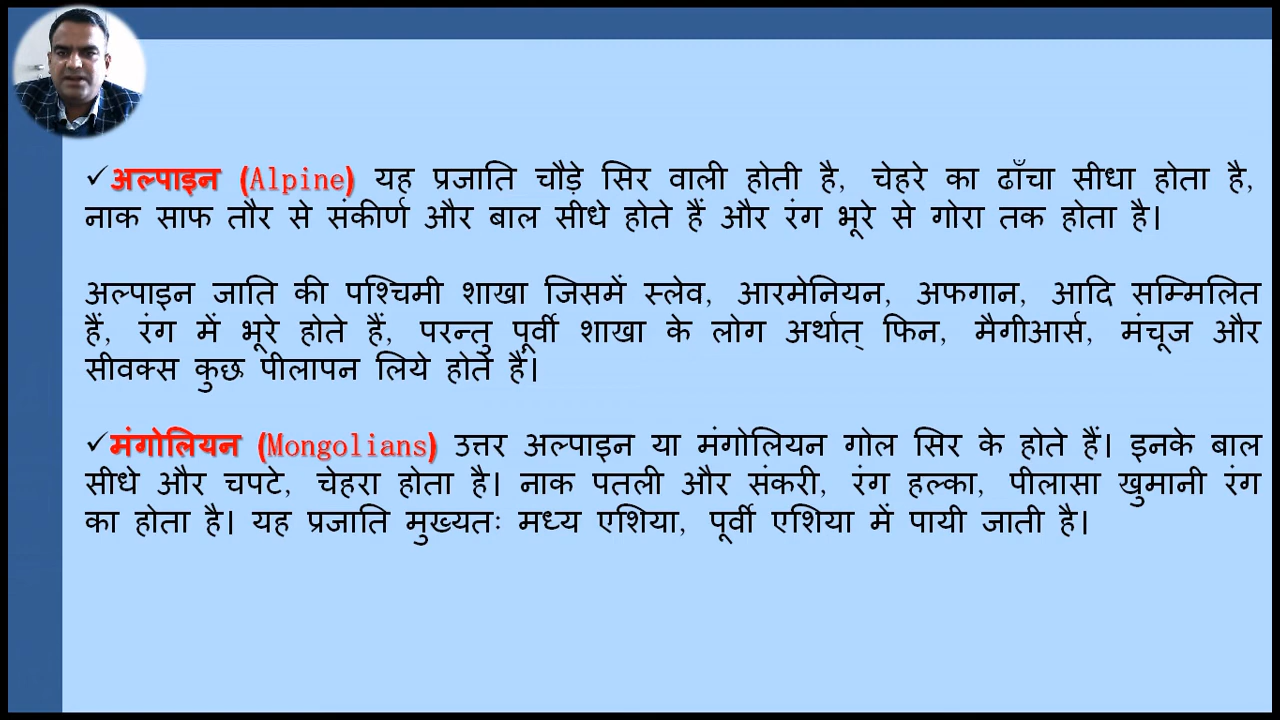 ✓अल्पाइन (Alpine) यह प्रजाति चौड़े सिर वाली होती है, चेहरे का ढाँचा सीधा होता है,
नाक साफ तौर से संकीर्ण और बाल सीधे होते हैं और रंग भूरे से गोरा तक होता है।
अल्पाइन जाति की पश्चिमी शाखा जिसमें स्लेव, आरमेनियन, अफगान, आदि सम्मिलित
हैं, रंग में भूरे होते हैं, परन्तु पूर्वी शाखा के लोग अर्थात् फिन, मैगीआर्स, मंचूज और
सीवक्स कुछ पीलापन लिये होते हैं।
✓मंगोलियन (Mongolians) उत्तर अल्पाइन या मंगोलियन गोल सिर के होते हैं। इनके बाल
सीधे और चपटे, चेहरा होता है। नाक पतली और संकरी, रंग हल्का, पीलासा खुमानी रंग
का होता है। यह प्रजाति मुख्यतः मध्य एशिया, पूर्वी एशिया में पायी जाती है।